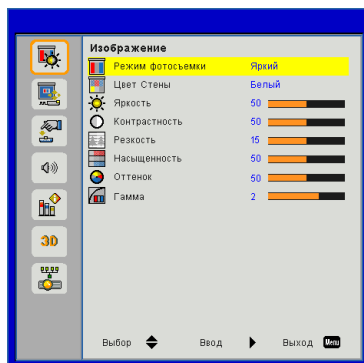 Изображение
Режим фотосъемки Яркий
Цвет Стены Белый
Яркость 50
Контрастность 50
Резкость 15
Насыщенность 50
Оттенок 50
Гамма 2
3D
Выбор Ввод Выход Menu